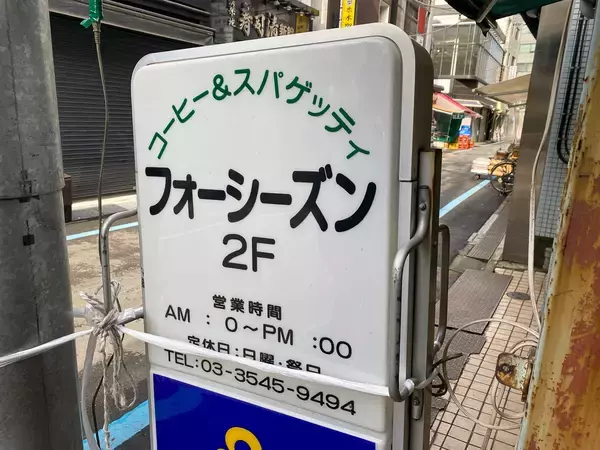 コーヒー&スパゲッティ
フォーシーズン
2F
営業時間
AM : 0〜PM :00
定休日:日曜・祭日
TEL:03-3545-9494